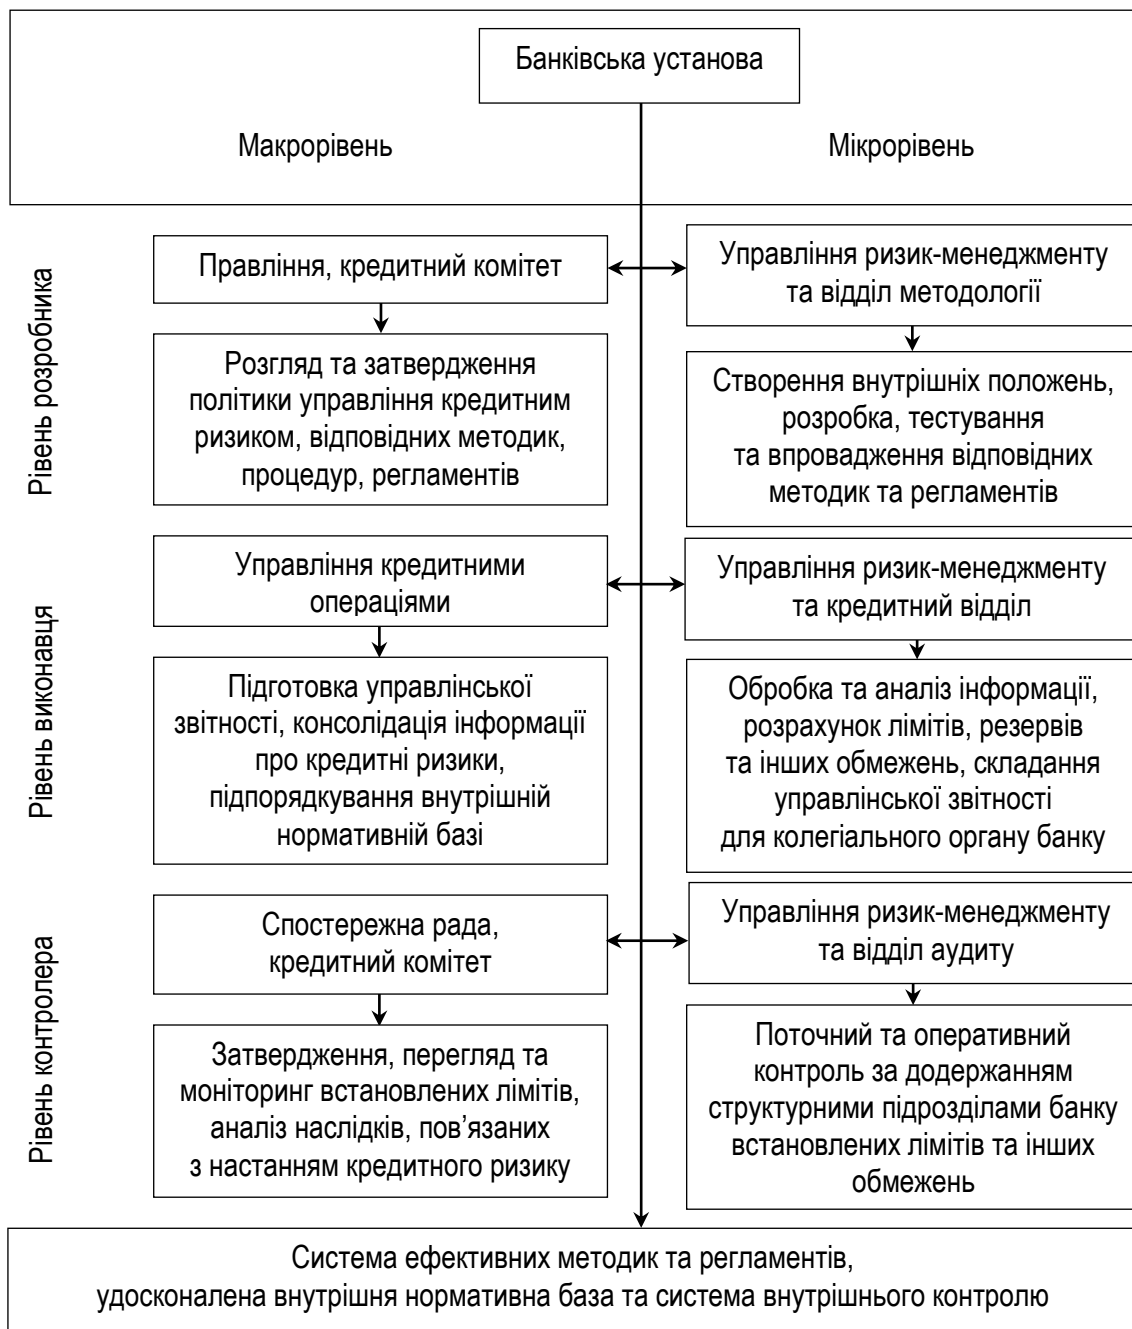 Банківська установа
Макрорівень
Мікрорівень
Рівень розробника
Правління, кредитний комітет
Управління ризик-менеджменту
та відділ методології
Розгляд та затвердження
політики управління кредитним
ризиком, відповідних методик,
процедур, регламентів
Створення внутрішніх положень,
розробка, тестування
та впровадження відповідних
методик та регламентів
Рівень виконавця
Управління кредитними
операціями
Управління ризик-менеджменту
та кредитний відділ
Підготовка управлінської
звітності, консолідація інформації
про кредитні ризики,
підпорядкування внутрішній
нормативній базі
Обробка та аналіз інформації,
розрахунок лімітів, резервів
та інших обмежень, складання
управлінської звітності
для колегіального органу банку
Рівень контролера
Спостережна рада,
кредитний комітет
Управління ризик-менеджменту
та відділ аудиту
Затвердження, перегляд та
моніторинг встановлених лімітів,
аналіз наслідків, пов’язаних
з настанням кредитного ризику
Поточний та оперативний
контроль за додержанням
структурними підрозділами банку
встановлених лімітів та інших
обмежень
Система ефективних методик та регламентів,
удосконалена внутрішня нормативна база та система внутрішнього контролю